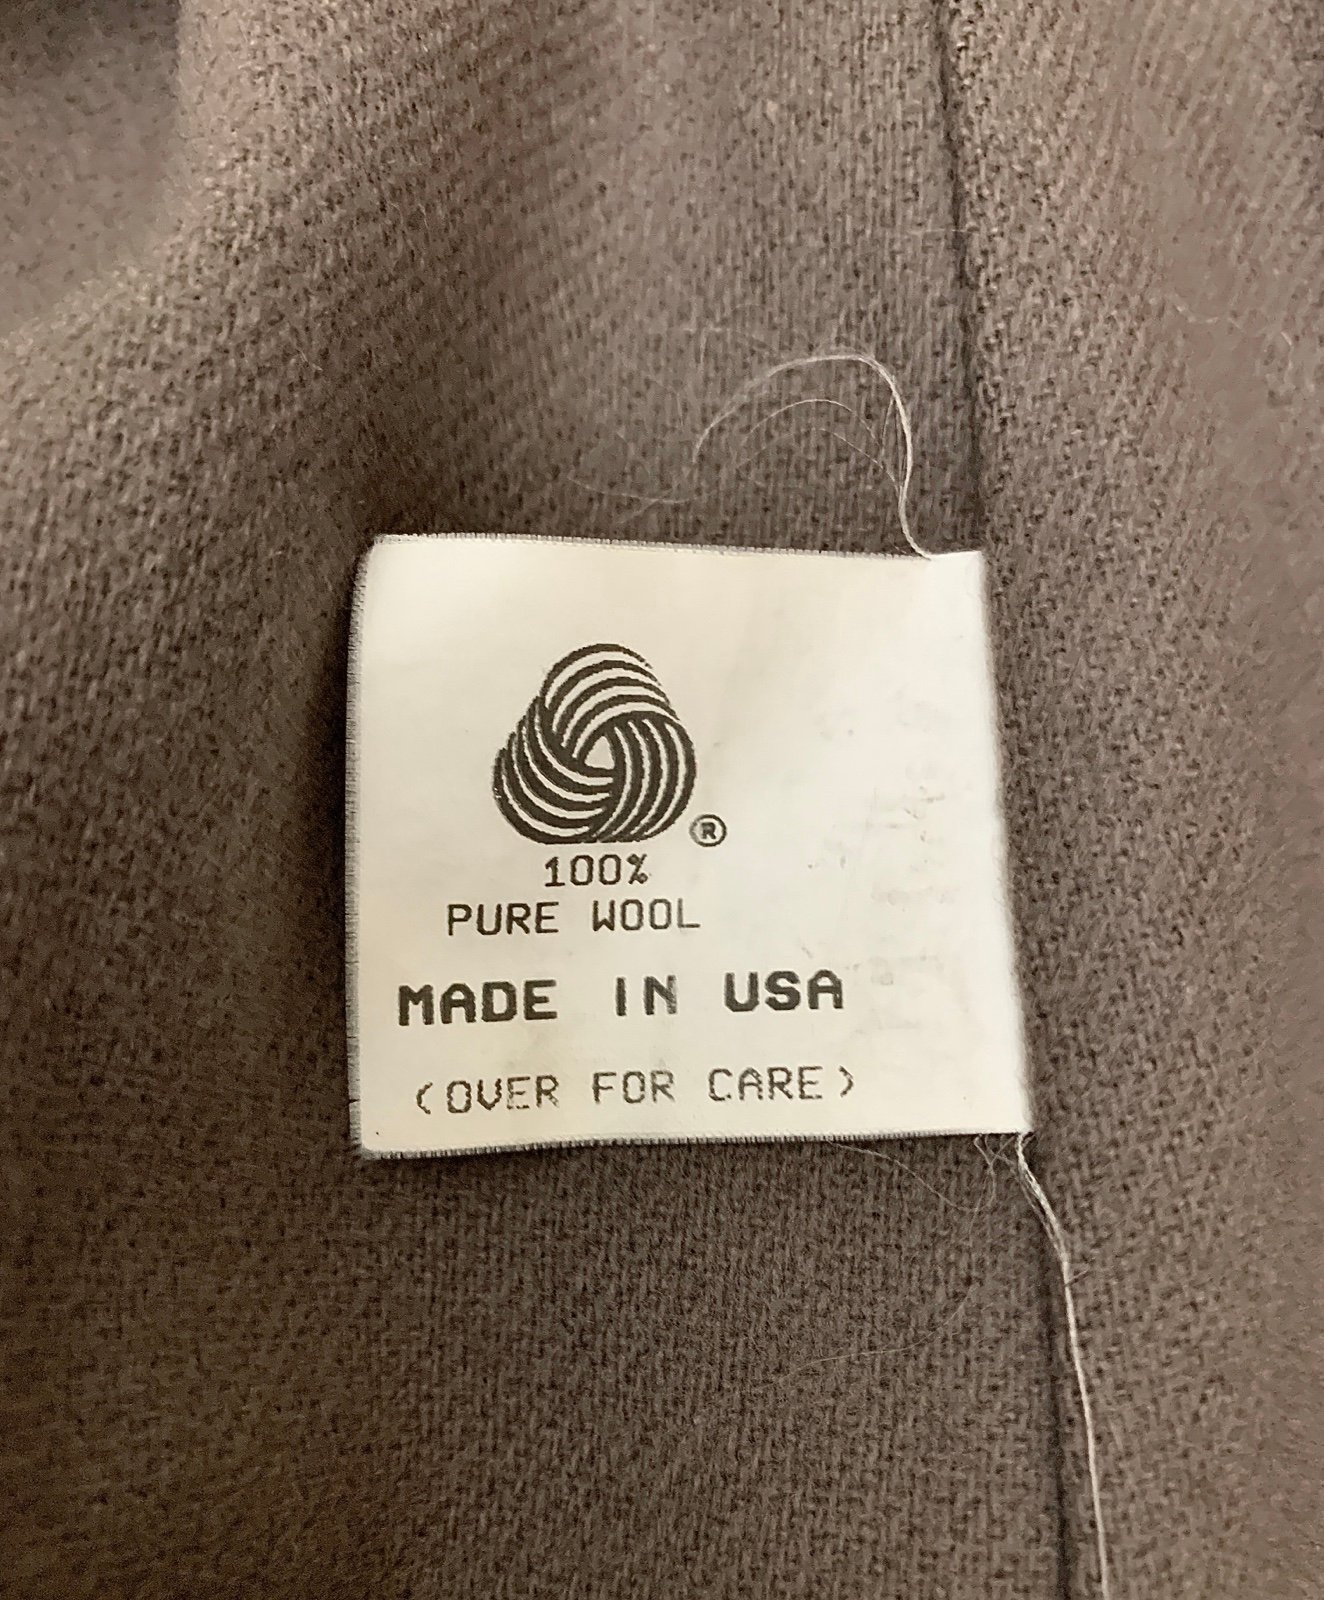 ®
100%
PURE WOOL
MADE IN USA
(OVER FOR CARE)